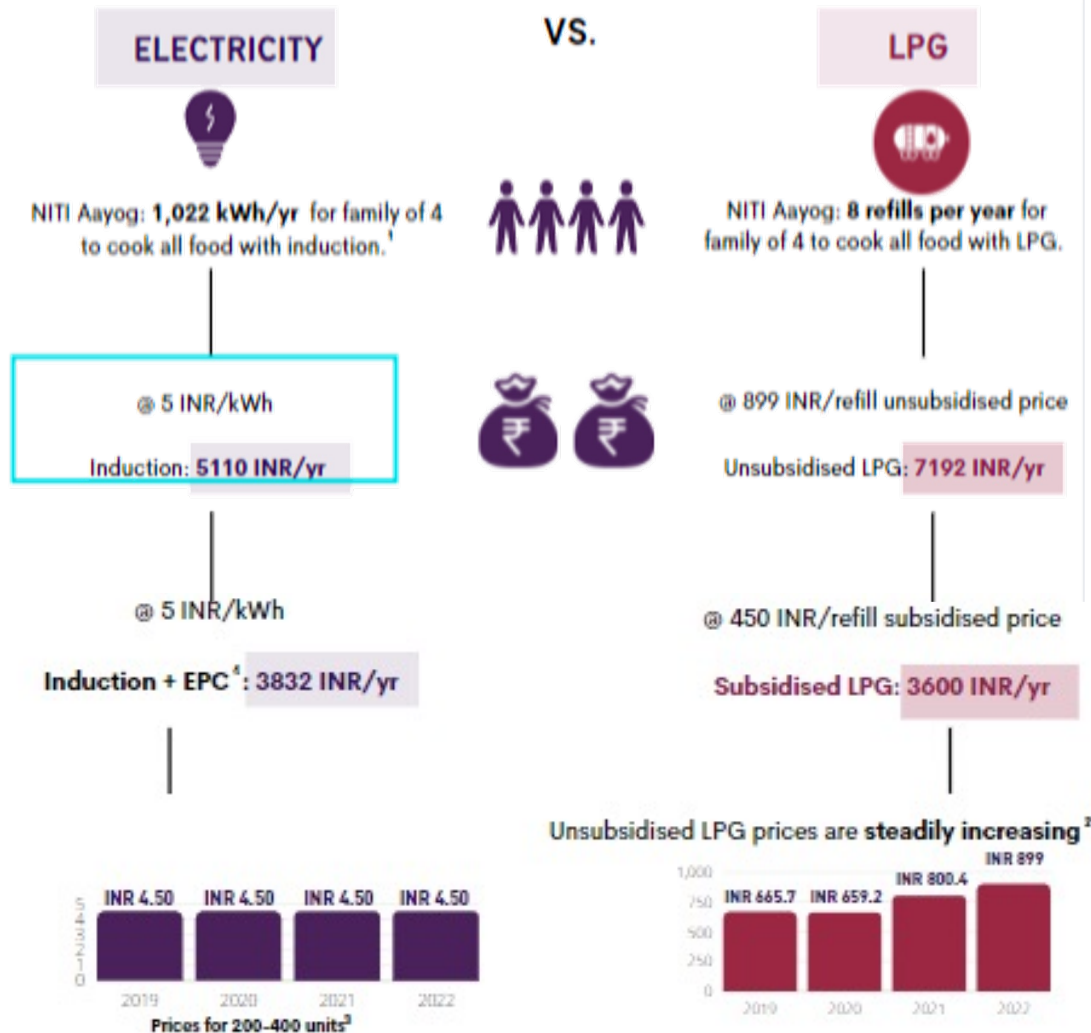 ELECTRICITY
VS.
LPG
NITI Aayog: 1,022 kWh/yr for family of 4
to cook all food with induction.¹
NITI Aayog: 8 refills per year for
family of 4 to cook all food with LPG.
@ 5 INR/kWh
Induction: 5110 INR/yr
@ 899 INR/refill unsubsidised price
Unsubsidised LPG: 7192 INR/yr
@ 5 INR/kWh
Induction + EPC⁴: 3832 INR/yr
@ 450 INR/refill subsidised price
Subsidised LPG: 3600 INR/yr
Unsubsidised LPG prices are steadily increasing²
INR 4.50 INR 4.50 INR 4.50 INR 4.50
5
4
3
2
1
0
2019 2020 2021 2022
Prices for 200-400 units³
INR 665.7 INR 659.2 INR 800.4 INR 899
1,000
750
500
250
0
2019 2020 2021 2022